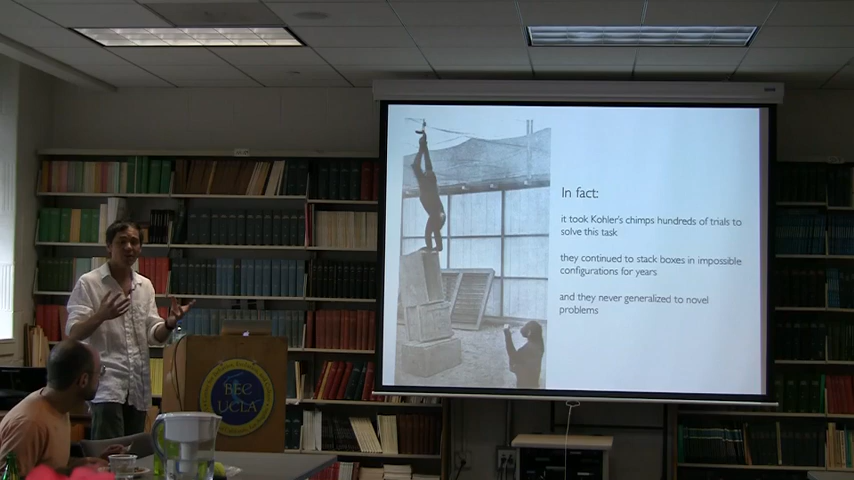 In fact:
it took Kohler's chimps hundreds of trials to
solve this task
they continued to stack boxes in impossible
configurations for years
and they never generalized to novel
problems
BEC
UCLA